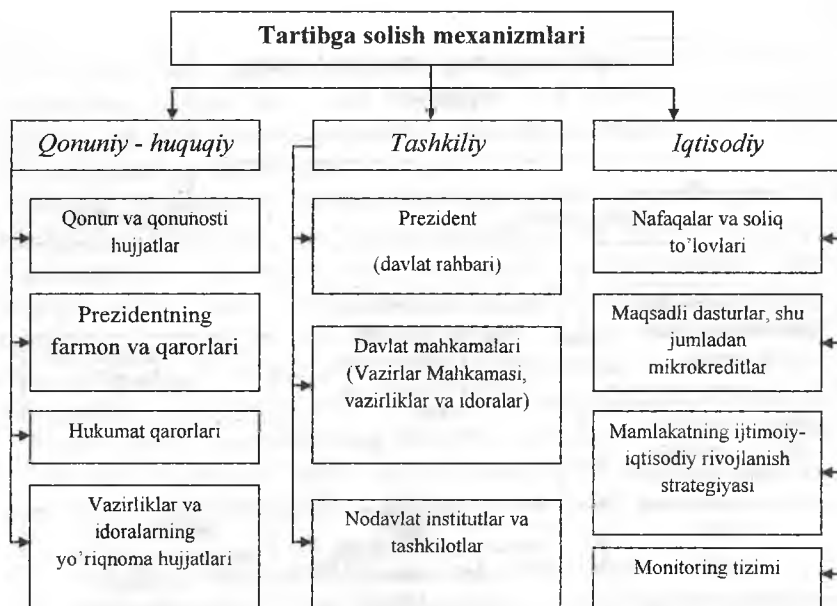 Tartibga solish mexanizmlari
Qonuniy - huquqiy
Qonun va qonunosti
hujjatlar
Prezidentning
farmon va qarorlari
Hukumat qarorlari
Vazirliklar va
idoralarning
yo'riqnoma hujjatlari
Tashkiliy
Prezident
(davlat rahbari)
Davlat mahkamalari
(Vazirlar Mahkamasi,
vazirliklar va idoralar)
Nodavlat institutlar va
tashkilotlar
Iqtisodiy
Nafaqalar va soliq
to'lovlari
Maqsadli dasturlar, shu
jumladan
mikrokreditlar
Mamlakatning ijtimoiy-
iqtisodiy rivojlanish
strategiyasi
Monitoring tizimi